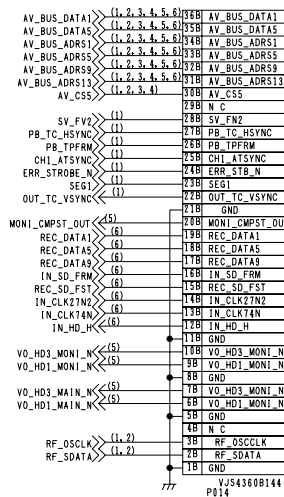 AV_BUS_DATA1 (1,2,3,4,5,6) 36B AV_BUS_DATA1
AV_BUS_DATA5 (1,2,3,4,5,6) 35B AV_BUS_DATA5
AV_BUS_ADRS1 (1,2,3,4,5,6) 34B AV_BUS_ADRS1
AV_BUS_ADRS5 (1,2,3,4,5,6) 33B AV_BUS_ADRS5
AV_BUS_ADRS9 (1,2,3,4,5,6) 32B AV_BUS_ADRS9
AV_BUS_ADRS13 (1,2,3,4,5,6) 31B AV_BUS_ADRS13
AV_CS5 (1,2,3,4) 30B AV_CS5
29B N C
SV_FV2 (1) 28B SV_FN2
PB_TC_HSYNC (1) 27B PB_TC_HSYNC
PB_TPFRM (1) 26B PB_TPFRM
CH1_ATSYNC (1) 25B CH1_ATSYNC
ERR_STROBE_N (1) 24B ERR_STB_N
SEG1 (1) 23B SEG1
OUT_TC_VSYNC (1) 22B OUT_TC_VSYNC
21B GND
MONI_CMPST_OUT (5) 20B MONI_CMPST_OU
REC_DATA1 (6) 19B REC_DATA1
REC_DATA5 (6) 18B REC_DATA5
REC_DATA9 (6) 17B REC_DATA9
IN_SD_FRM (6) 16B IN_SD_FRM
REC_SD_FST (6) 15B REC_SD_FST
IN_CLK27N2 (6) 14B IN_CLK27N2
IN_CLK74N (6) 13B IN_CLK74N
IN_HD_H (6) 12B IN_HD_H
11B GND
VO_HD3_MONI_N (5) 10B VO_HD3_MONI_N
VO_HD1_MONI_N (5) 9B VO_HD1_MONI_N
8B GND
VO_HD3_MAIN_N (5) 7B VO_HD3_MONI_N
VO_HD1_MAIN_N (5) 6B VO_HD1_MONI_N
5B GND
4B N C
RF_OSCLK (1,2) 3B RF_OSCCLK
RF_SDATA (1,2) 2B RF_SDATA
1B GND
VJS4360B144
P014